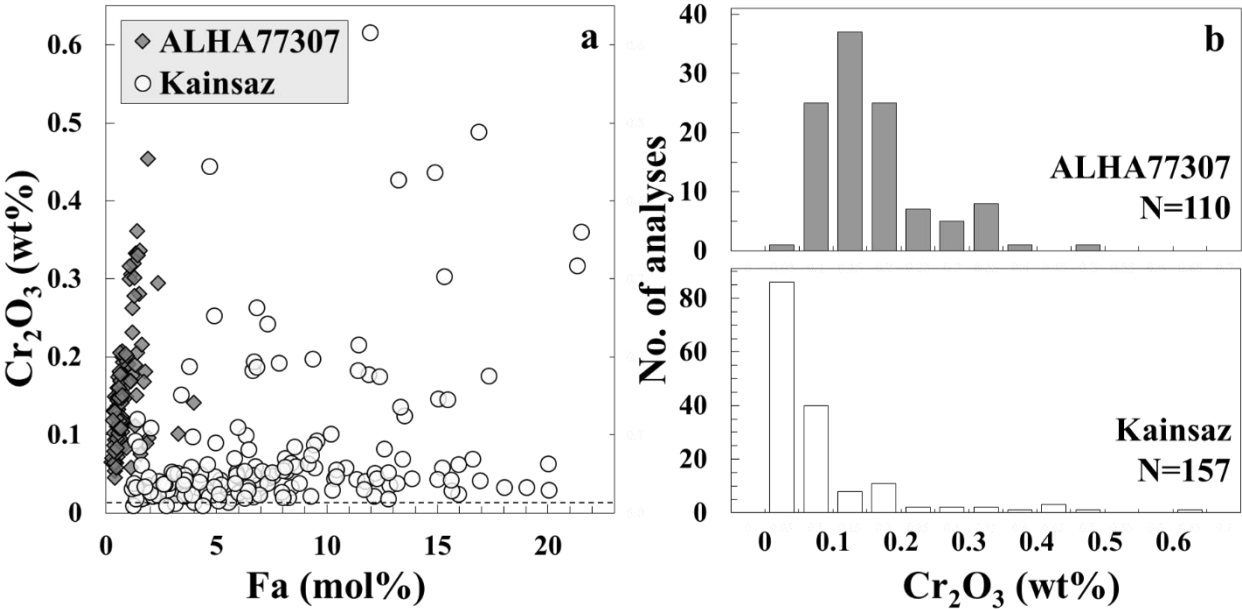 a
ALHA77307
Kainsaz
0.6
0.5
0.4
0.3
0.2
0.1
0
Cr₂O₃ (wt%)
0 5 10 15 20
Fa (mol%)
b
40
30
20
10
0
ALHA77307
N=110
No. of analyses
80
60
40
20
0
Kainsaz
N=157
0 0.1 0.2 0.3 0.4 0.5 0.6
Cr₂O₃ (wt%)